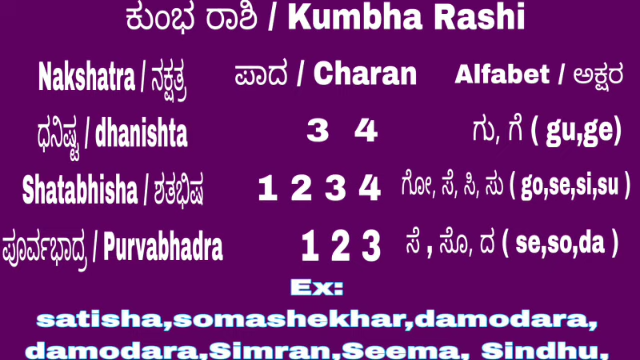 ಕುಂಭ ರಾಶಿ / Kumbha Rashi
Nakshatra / ನಕ್ಷತ್ರ ಪಾದ / Charan Alfabet / ಅಕ್ಷರ
ಧನಿಷ್ಟ / dhanishta 3 4 ಗು, ಗೆ ( gu,ge)
Shatabhisha / ಶತಭಿಷ 1 2 3 4 ಗೋ, ಸೆ, ಸಿ, ಸು ( go,se,si,su )
ಪೂರ್ವಭಾದ್ರ / Purvabhadra 1 2 3 ಸೆ , ಸೊ, ದ ( se,so,da )
Ex:
satisha,somashekhar,damodara,
damodara,Simran,Seema, Sindhu,